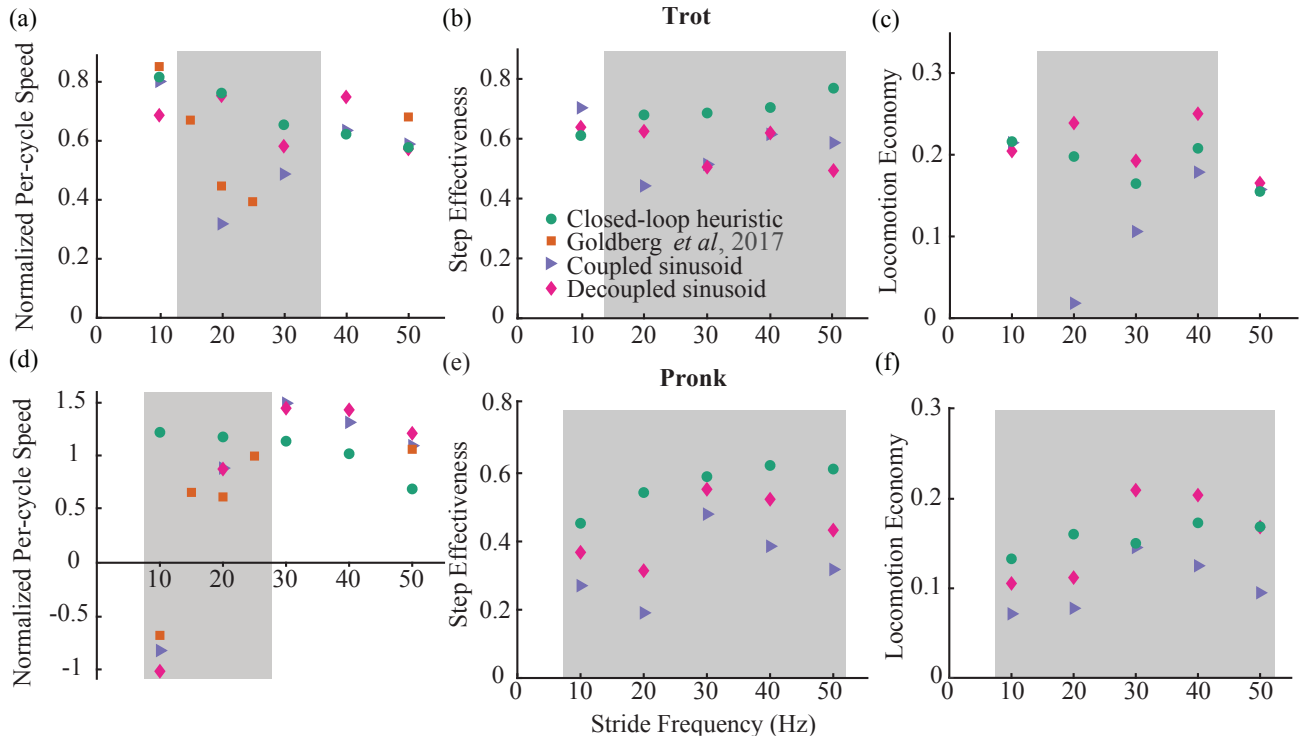 (a)
(b)
Trot
(c)
Normalized Per-cycle Speed
0.8
0.6
0.4
0.2
0
0 10 20 30 40 50
Step Effectiveness
0.8
0.6
0.4
0.2
0 10 20 30 40 50
Closed-loop heuristic
Goldberg et al, 2017
Coupled sinusoid
Decoupled sinusoid
Locomotion Economy
0.3
0.2
0.1
0
0 10 20 30 40 50
(d)
(e)
Pronk
(f)
Normalized Per-cycle Speed
1.5
1
0.5
0
10 20 30 40 50
-0.5
-1
Step Effectiveness
0.8
0.6
0.4
0.2
0 10 20 30 40 50
Locomotion Economy
0.3
0.2
0.1
0
0 10 20 30 40 50
Stride Frequency (Hz)